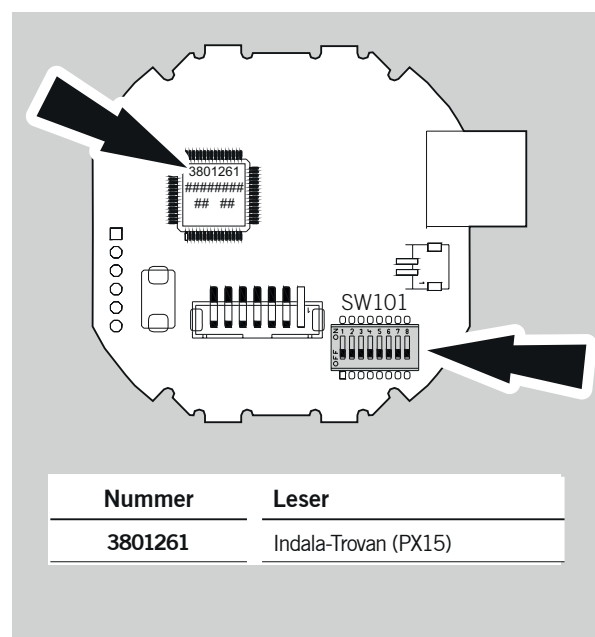 3801261
########
## ##
SW101
ON
OFF
1 2 3 4 5 6 7 8
Nummer Leser
3801261 Indala-Trovan (PX15)